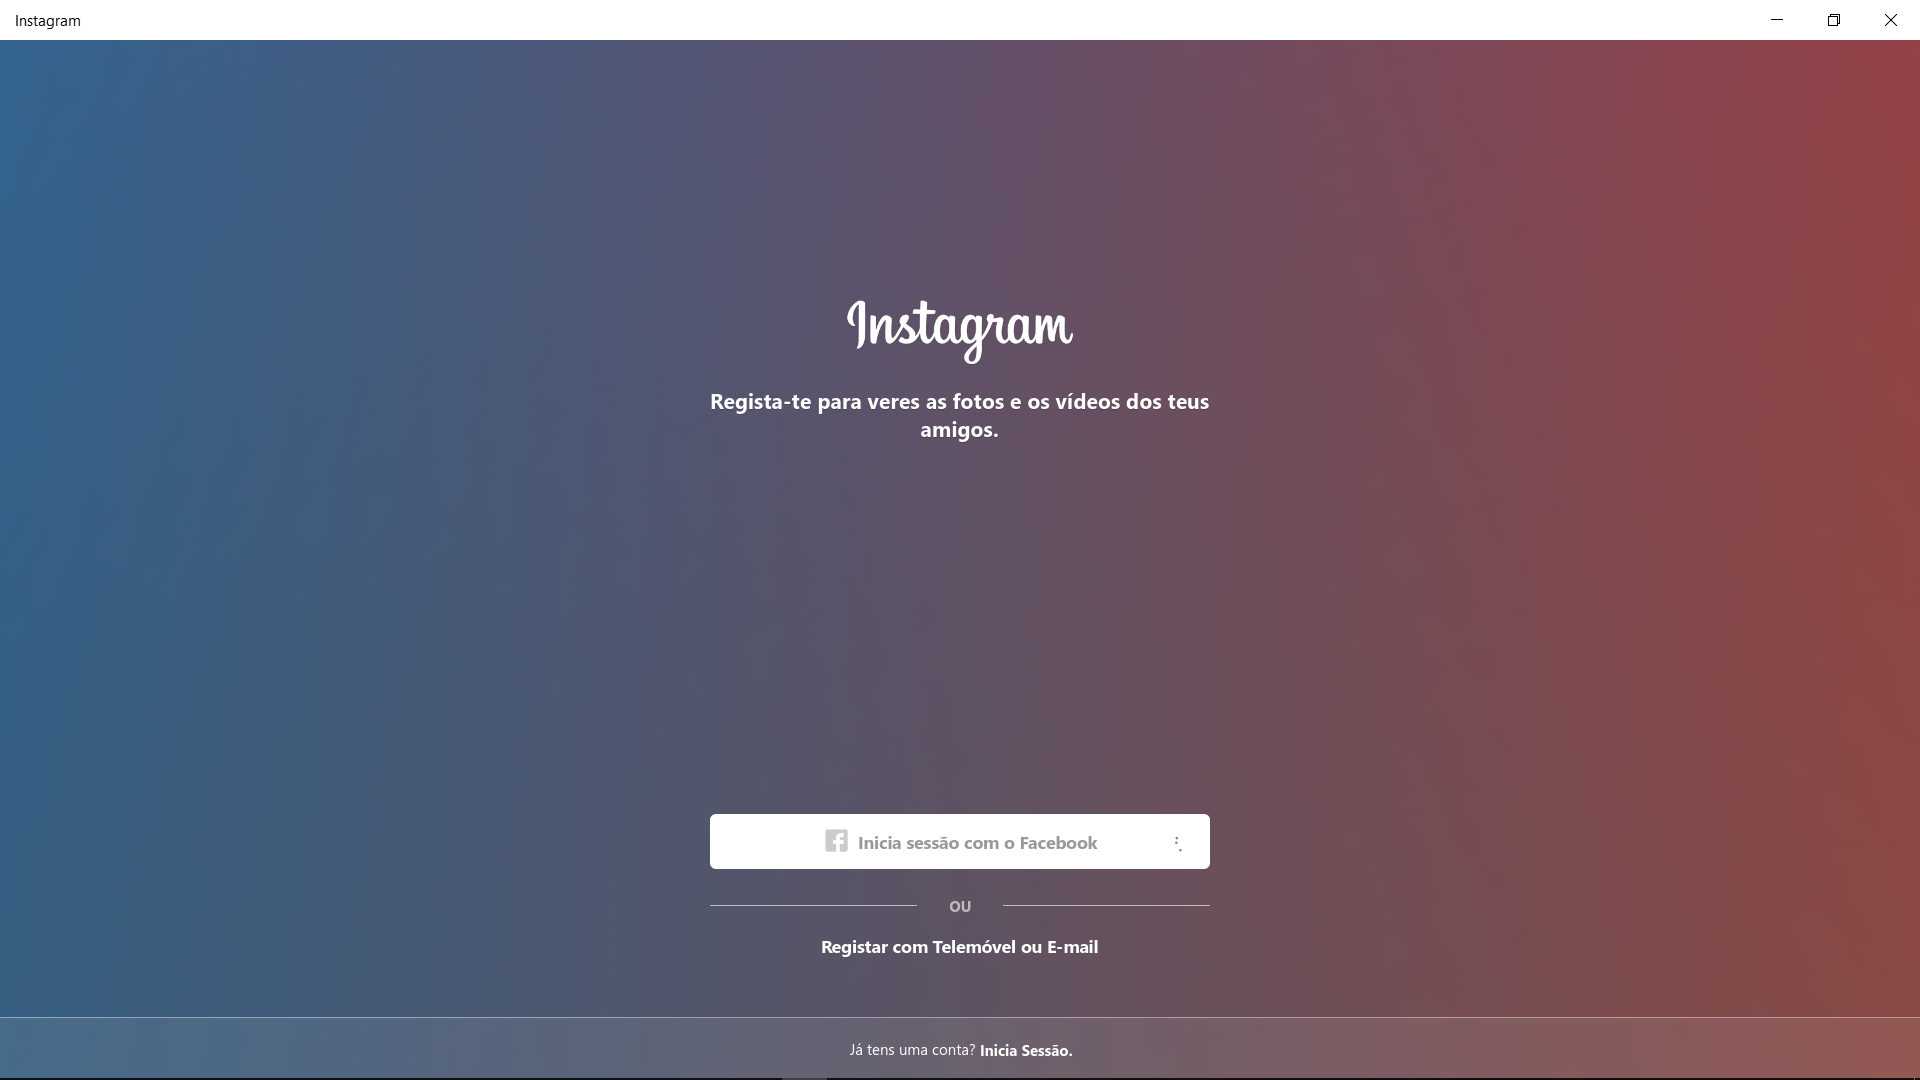 Instagram
Instagram
Regista-te para veres as fotos e os vídeos dos teus
amigos.
Inicia sessão com o Facebook
OU
Registar com Telemóvel ou E-mail
Já tens uma conta? Inicia Sessão.